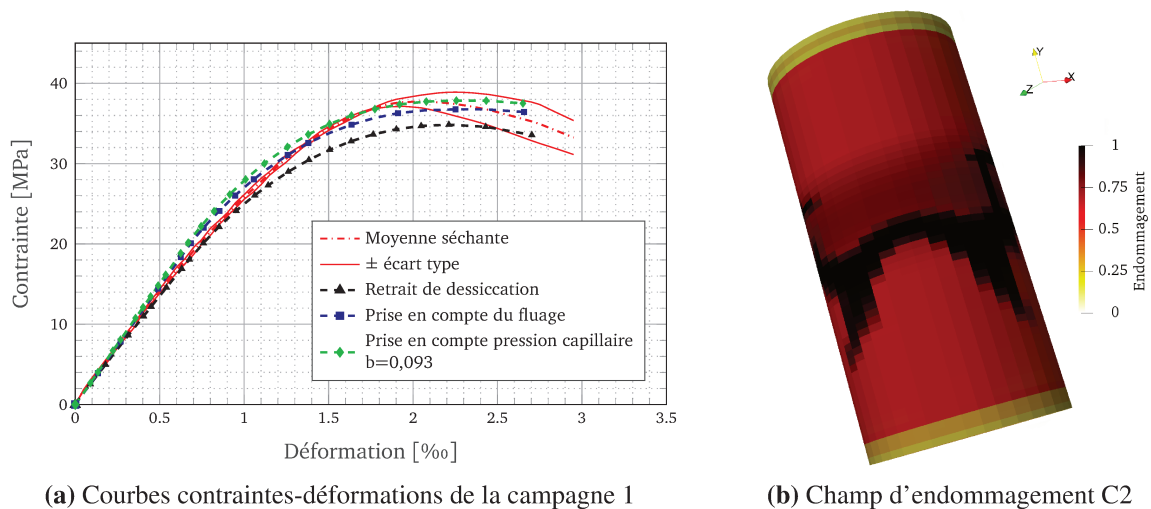 Contrainte [MPa]
40
30
20
10
0
0
0.5
1
1.5
2
2.5
3
3.5
Déformation [‰]
Moyenne séchante
± écart type
Retrait de dessiccation
Prise en compte du fluage
Prise en compte pression capillaire
b=0,093
(a) Courbes contraintes-déformations de la campagne 1
Y
X
Z
1
0.75
0.5
0.25
0
Endommagement
(b) Champ d'endommagement C2